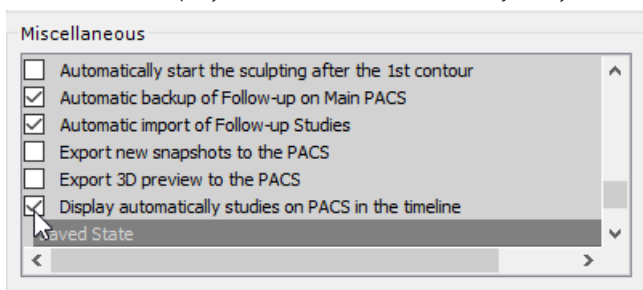 Miscellaneous
Automatically start the sculpting after the 1st contour
Automatic backup of Follow-up on Main PACS
Automatic import of Follow-up Studies
Export new snapshots to the PACS
Export 3D preview to the PACS
Display automatically studies on PACS in the timeline
Saved State